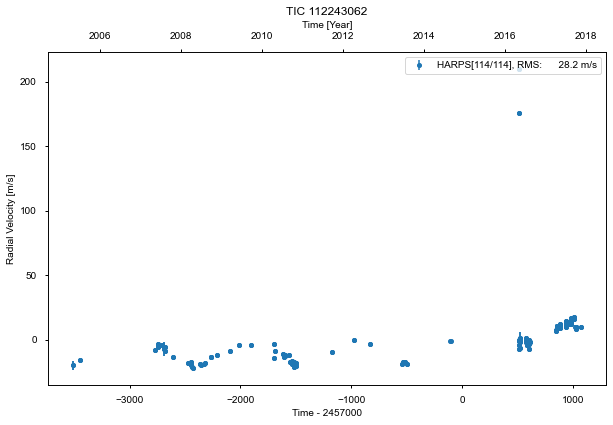 TIC 112243062
Time [Year]
2006 2008 2010 2012 2014 2016 2018
HARPS[114/114], RMS: 28.2 m/s
200
150
100
50
0
Radial Velocity [m/s]
−3000 −2000 −1000 0 1000
Time - 2457000